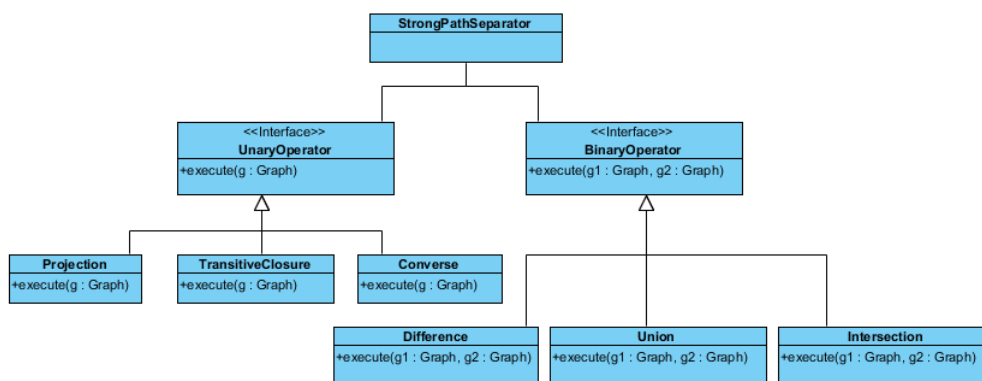 StrongPathSeparator
<<Interface>>
UnaryOperator
+execute(g : Graph)
<<Interface>>
BinaryOperator
+execute(g1 : Graph, g2 : Graph)
Projection
+execute(g : Graph)
TransitiveClosure
+execute(g : Graph)
Converse
+execute(g : Graph)
Difference
+execute(g1 : Graph, g2 : Graph)
Union
+execute(g1 : Graph, g2 : Graph)
Intersection
+execute(g1 : Graph, g2 : Graph)